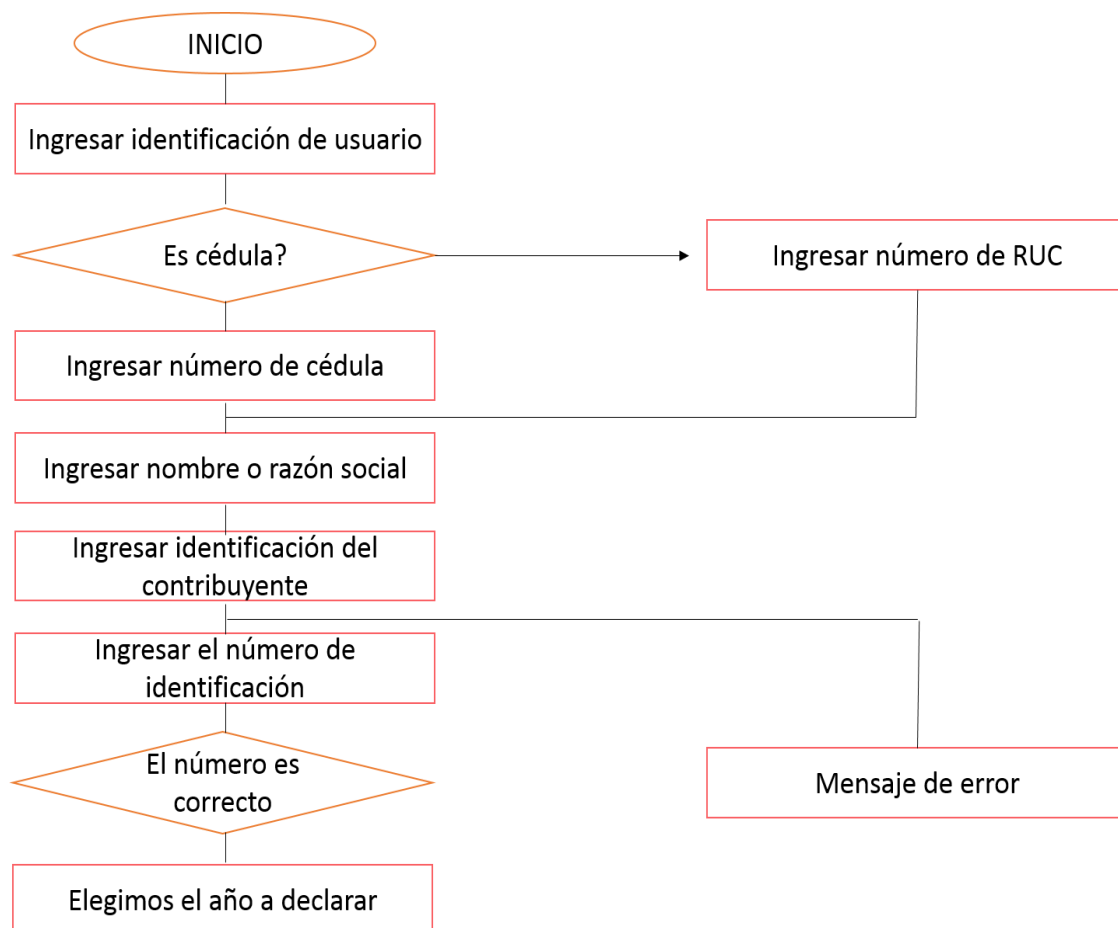 INICIO
Ingresar identificación de usuario
Es cédula?
Ingresar número de RUC
Ingresar número de cédula
Ingresar nombre o razón social
Ingresar identificación del
contribuyente
Ingresar el número de
identificación
El número es
correcto
Mensaje de error
Elegimos el año a declarar